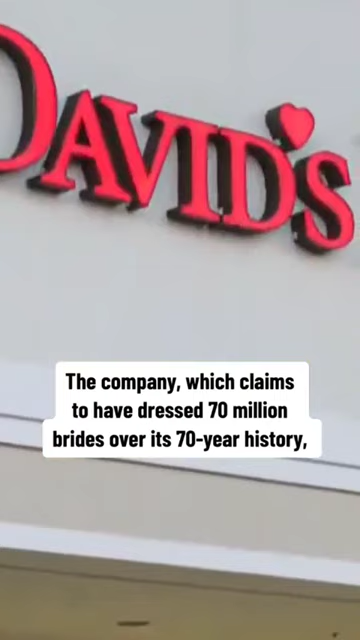 DAVID'S
The company, which claims
to have dressed 70 million
brides over its 70-year history,